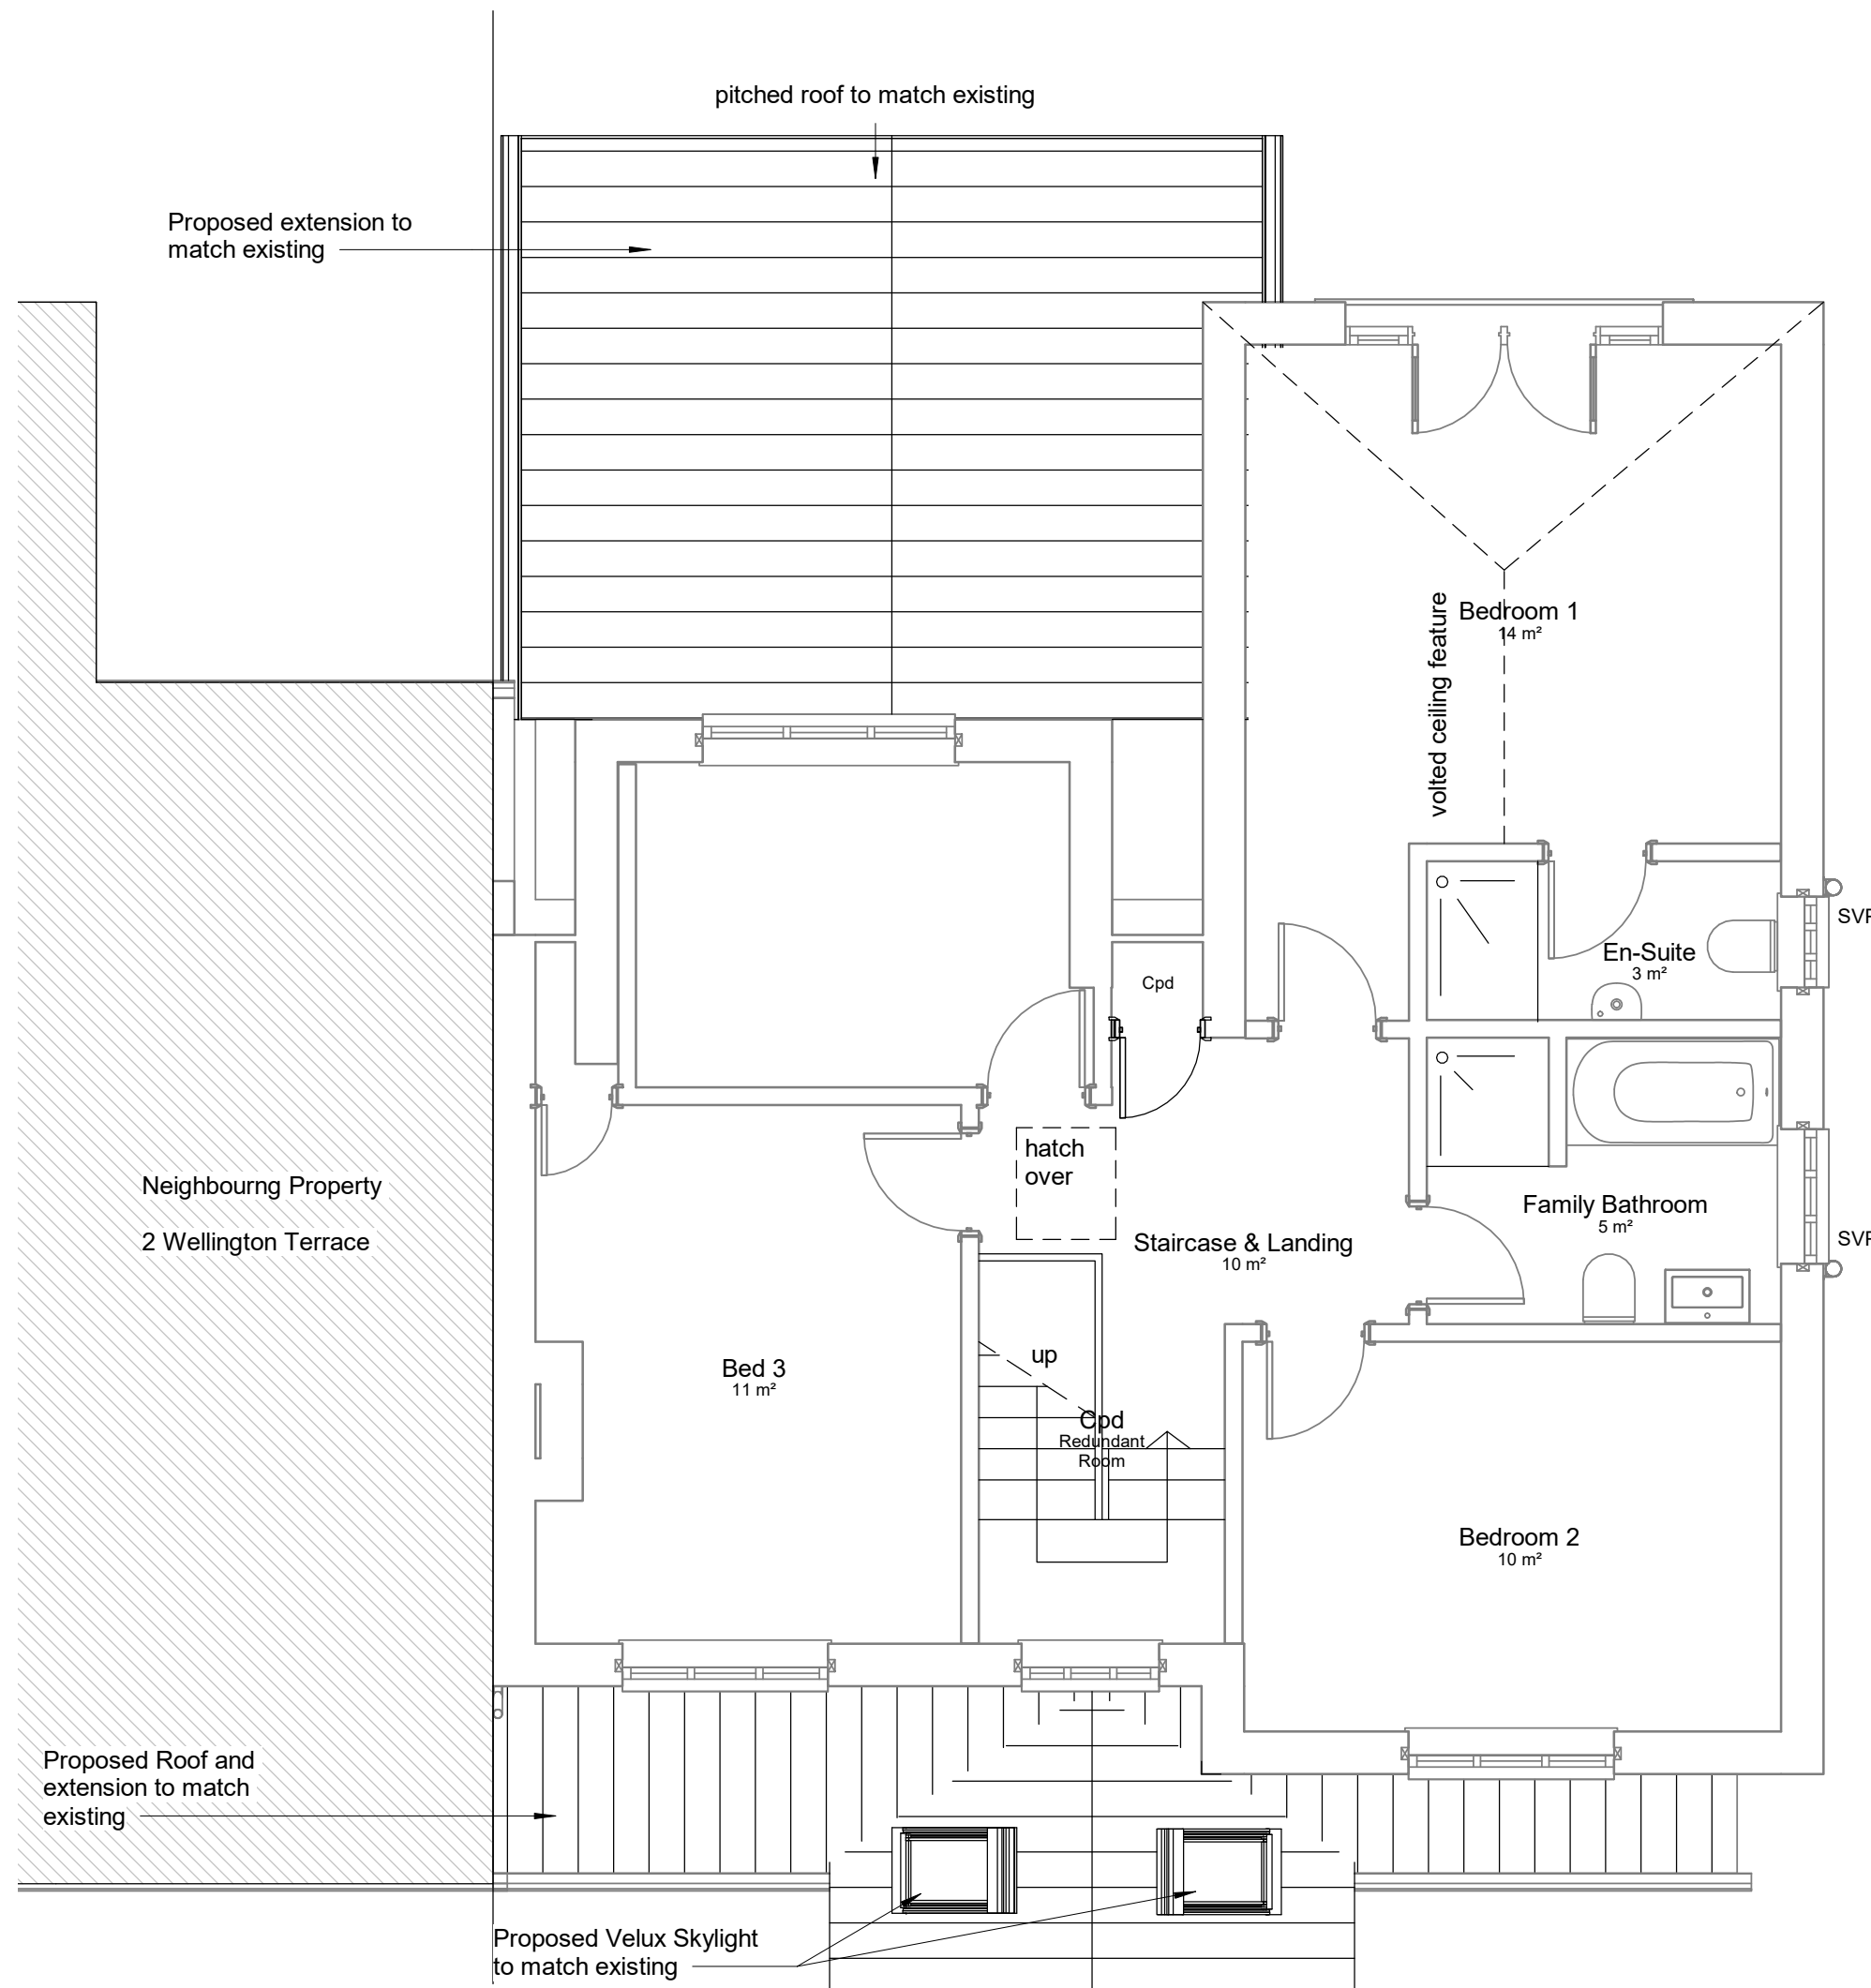 pitched roof to match existing
Proposed extension to
match existing
Bedroom 1
14 m²
volted ceiling feature
SVP
En-Suite
3 m²
Cpd
hatch
over
Neighbourng Property
2 Wellington Terrace
Family Bathroom
5 m²
SVP
Staircase & Landing
10 m²
up
Bed 3
11 m²
Cpd
Redundant
Room
Bedroom 2
10 m²
Proposed Roof and
extension to match
existing
Proposed Velux Skylight
to match existing